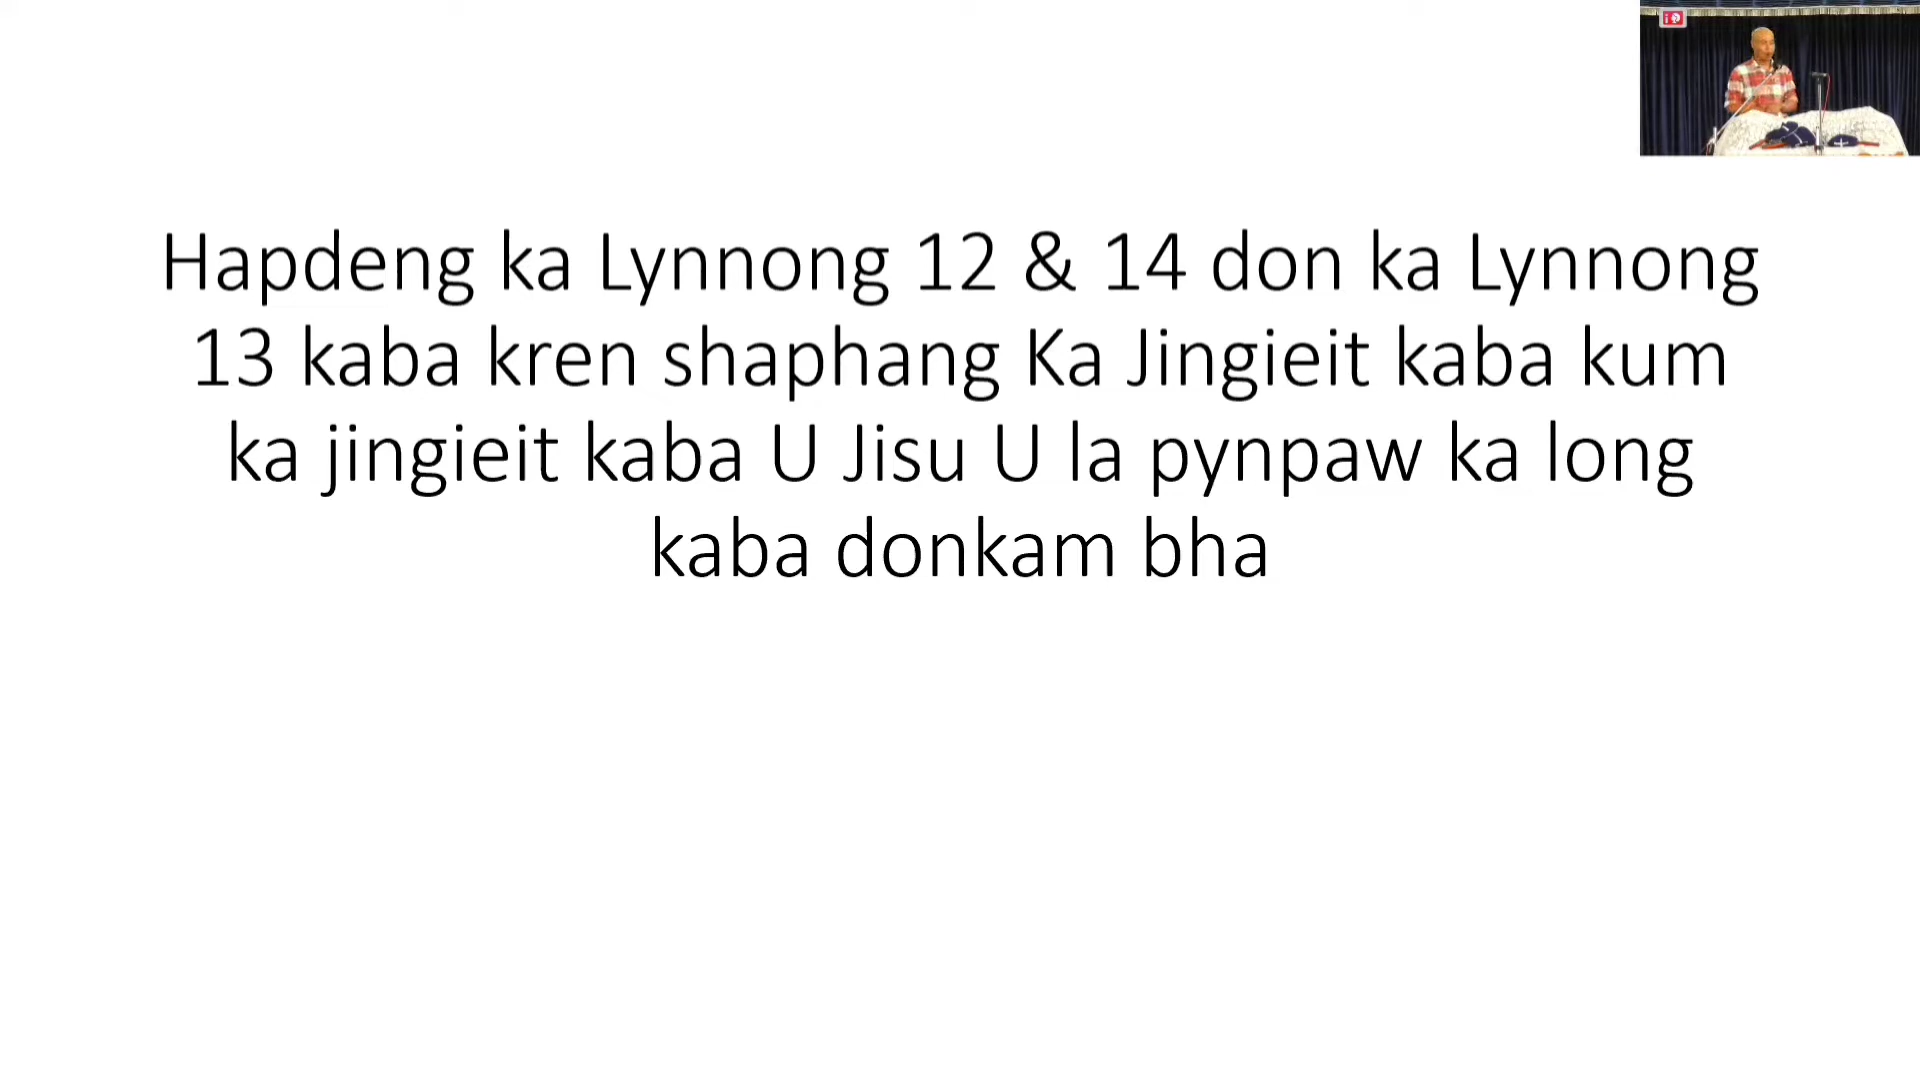 Hapdeng ka Lynnong 12 & 14 don ka Lynnong
13 kaba kren shaphang Ka Jingieit kaba kum
ka jingieit kaba U Jisu U la pynpaw ka long
kaba donkam bha